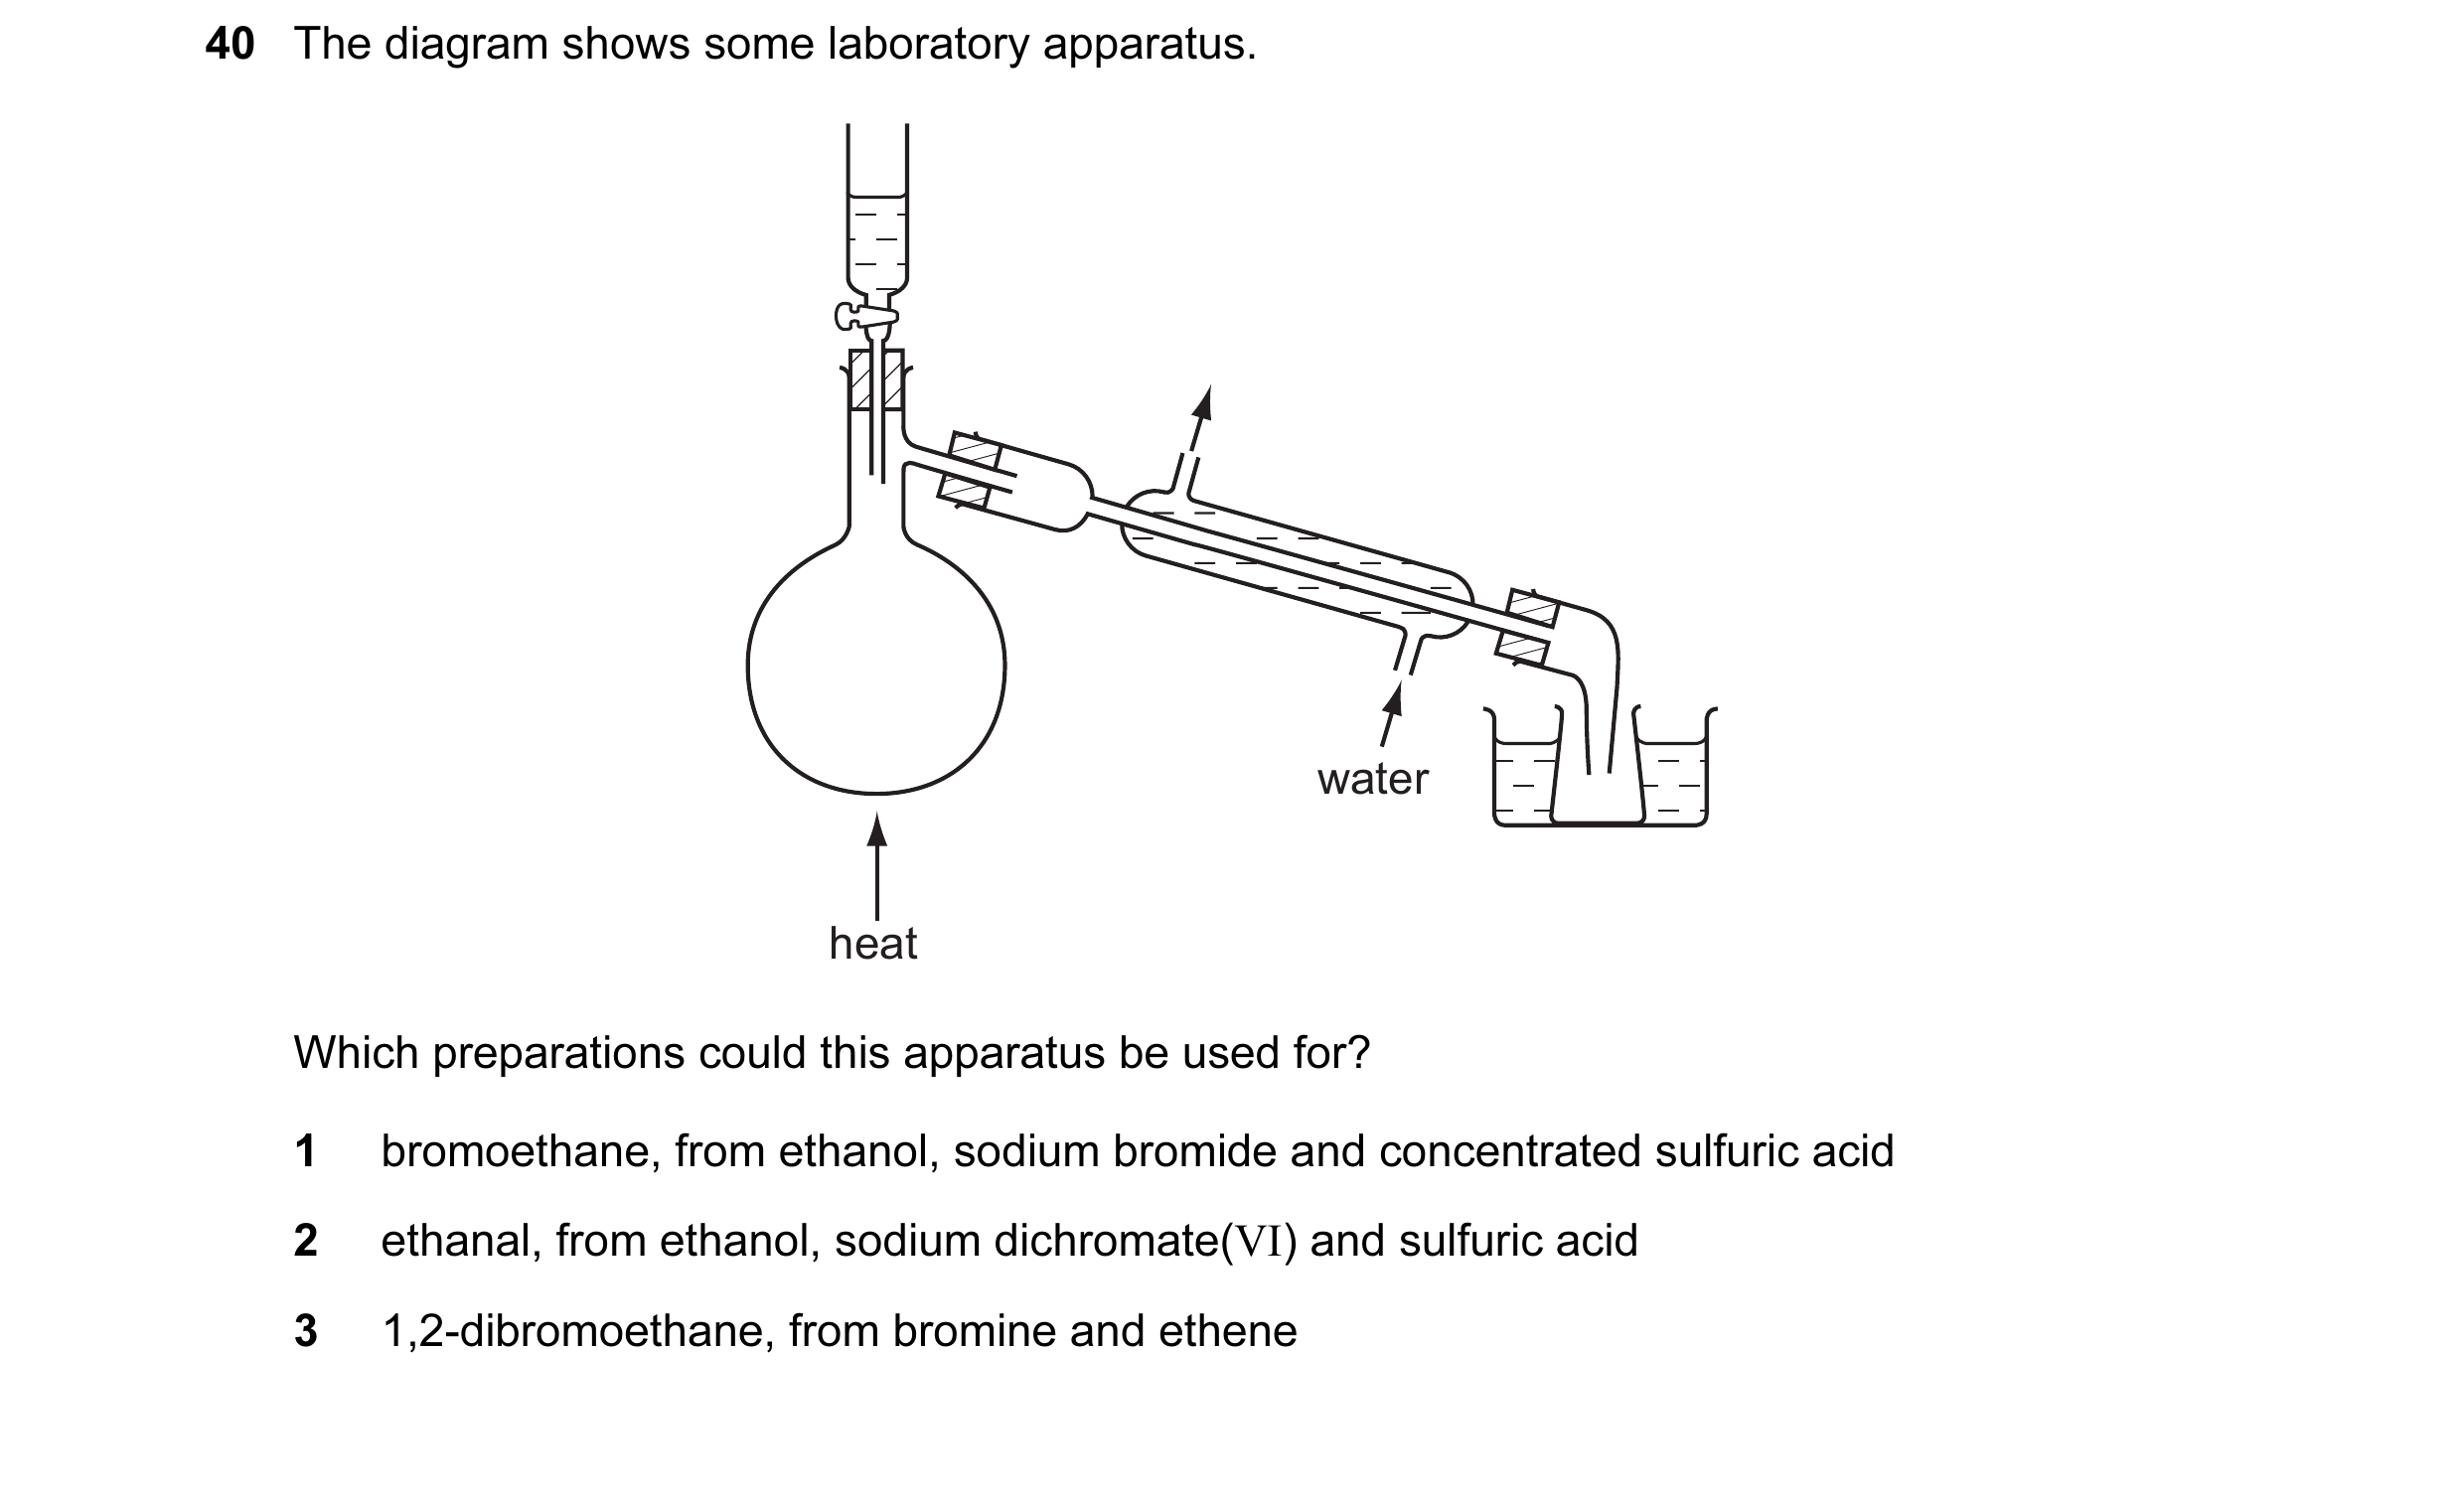 40 The diagram shows some laboratory apparatus.
water
heat
Which preparations could this apparatus be used for?
1 bromoethane, from ethanol, sodium bromide and concentrated sulfuric acid
2 ethanal, from ethanol, sodium dichromate(VI) and sulfuric acid
3 1,2-dibromoethane, from bromine and ethene